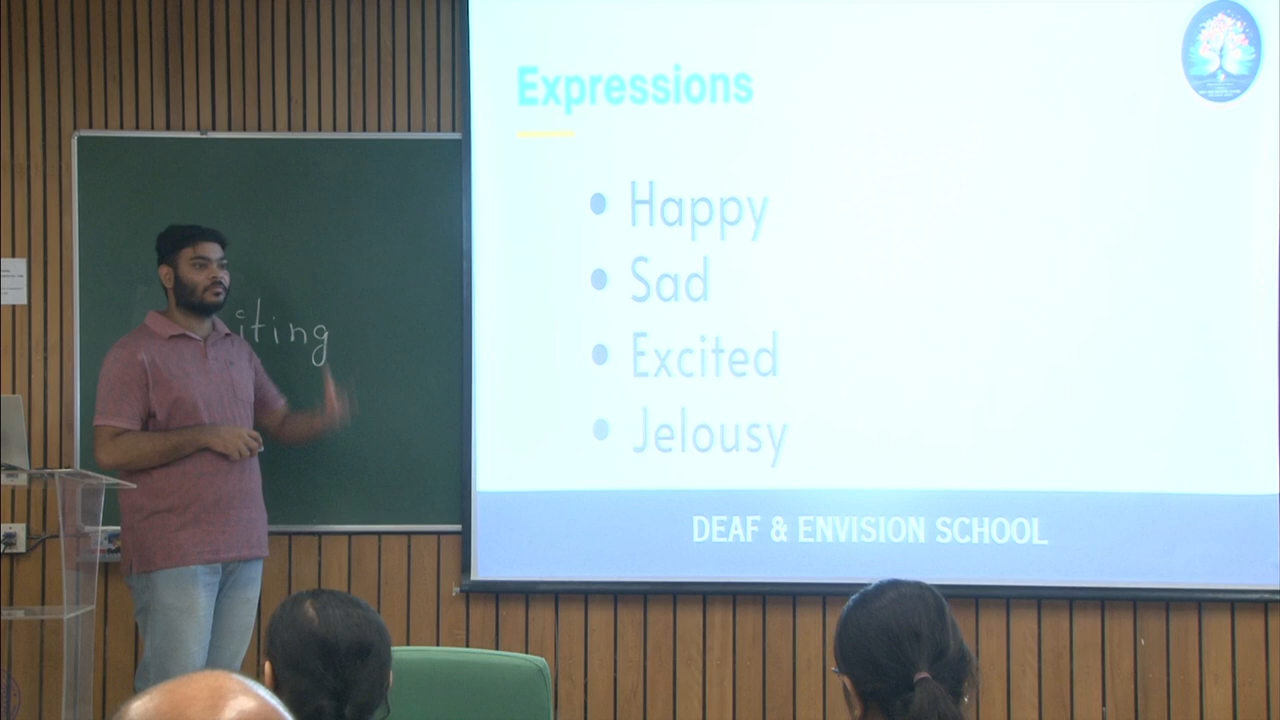 iting
Expressions
• Happy
• Sad
• Excited
• Jelousy
DEAF & ENVISION SCHOOL